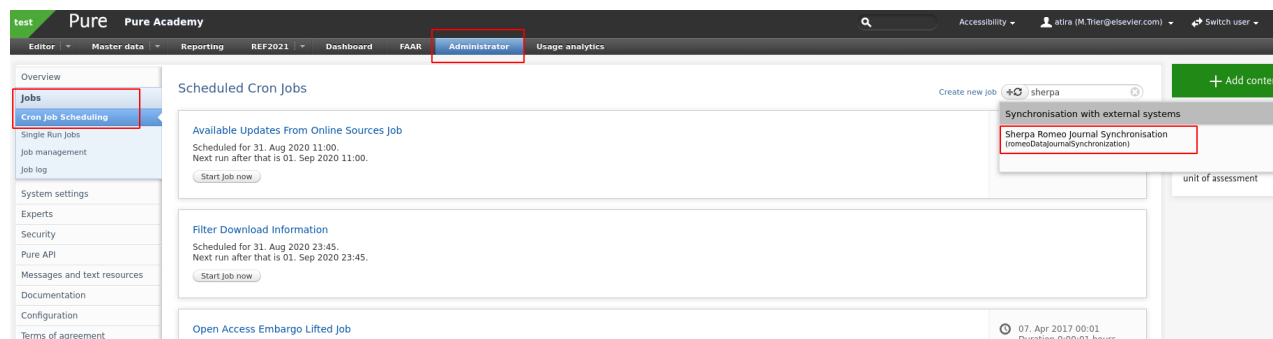 test Pure Pure Academy Accessibility atira (M.Trier@elsevier.com) Switch user
Editor Master data Reporting REF2021 Dashboard FAAR Administrator Usage analytics
Overview
Jobs
Cron Job Scheduling
Single Run Jobs
Job management
Job log
System settings
Experts
Security
Pure API
Messages and text resources
Documentation
Configuration
Terms of agreement
Scheduled Cron Jobs
Create new job sherpa
Synchronisation with external systems
Sherpa Romeo Journal Synchronisation
(romeoDataJournalSynchronization)
Available Updates From Online Sources Job
Scheduled for 31. Aug 2020 11:00.
Next run after that is 01. Sep 2020 11:00.
Start Job now
Filter Download Information
Scheduled for 31. Aug 2020 23:45.
Next run after that is 01. Sep 2020 23:45.
Start Job now
Open Access Embargo Lifted Job
07. Apr 2017 00:01
Duration 0:00:01 hours
+ Add conte
unit of assessment